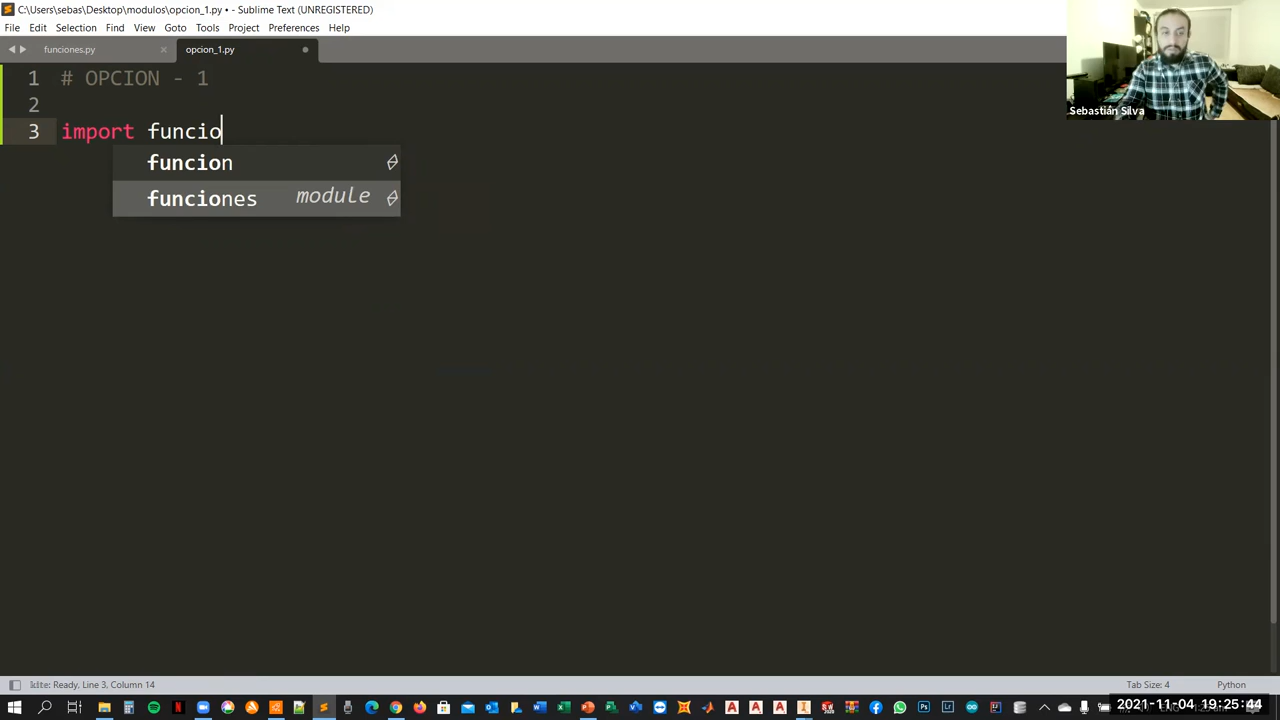 C:\Users\sebas\Desktop\modulos\opcion_1.py • - Sublime Text (UNREGISTERED)
File Edit Selection Find View Goto Tools Project Preferences Help
funciones.py opcion_1.py
Sebastián Silva
1 # OPCION - 1
2
3 import funcio
funcion
funciones module
kite: Ready, Line 3, Column 14 Tab Size: 4 Python
2021-11-04 19:25:44